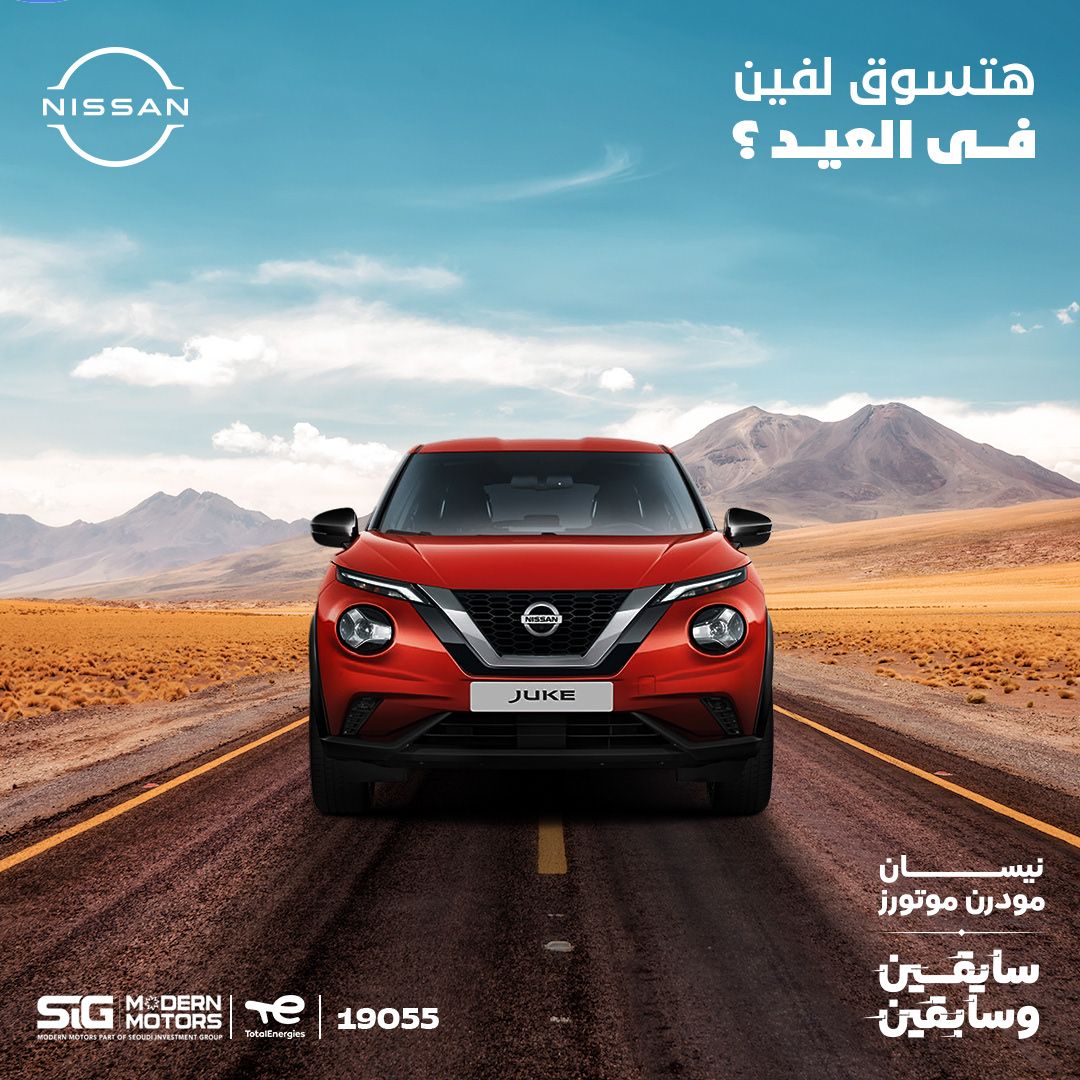 NISSAN
هتسوق لفين
فى العيد ؟
NISSAN
JUKE
نيسان
مودرن موتورز
سايقين
وسابقين
SIG MODERN MOTORS
MODERN MOTORS PART OF SEOUDI INVESTMENT GROUP
TotalEnergies
19055